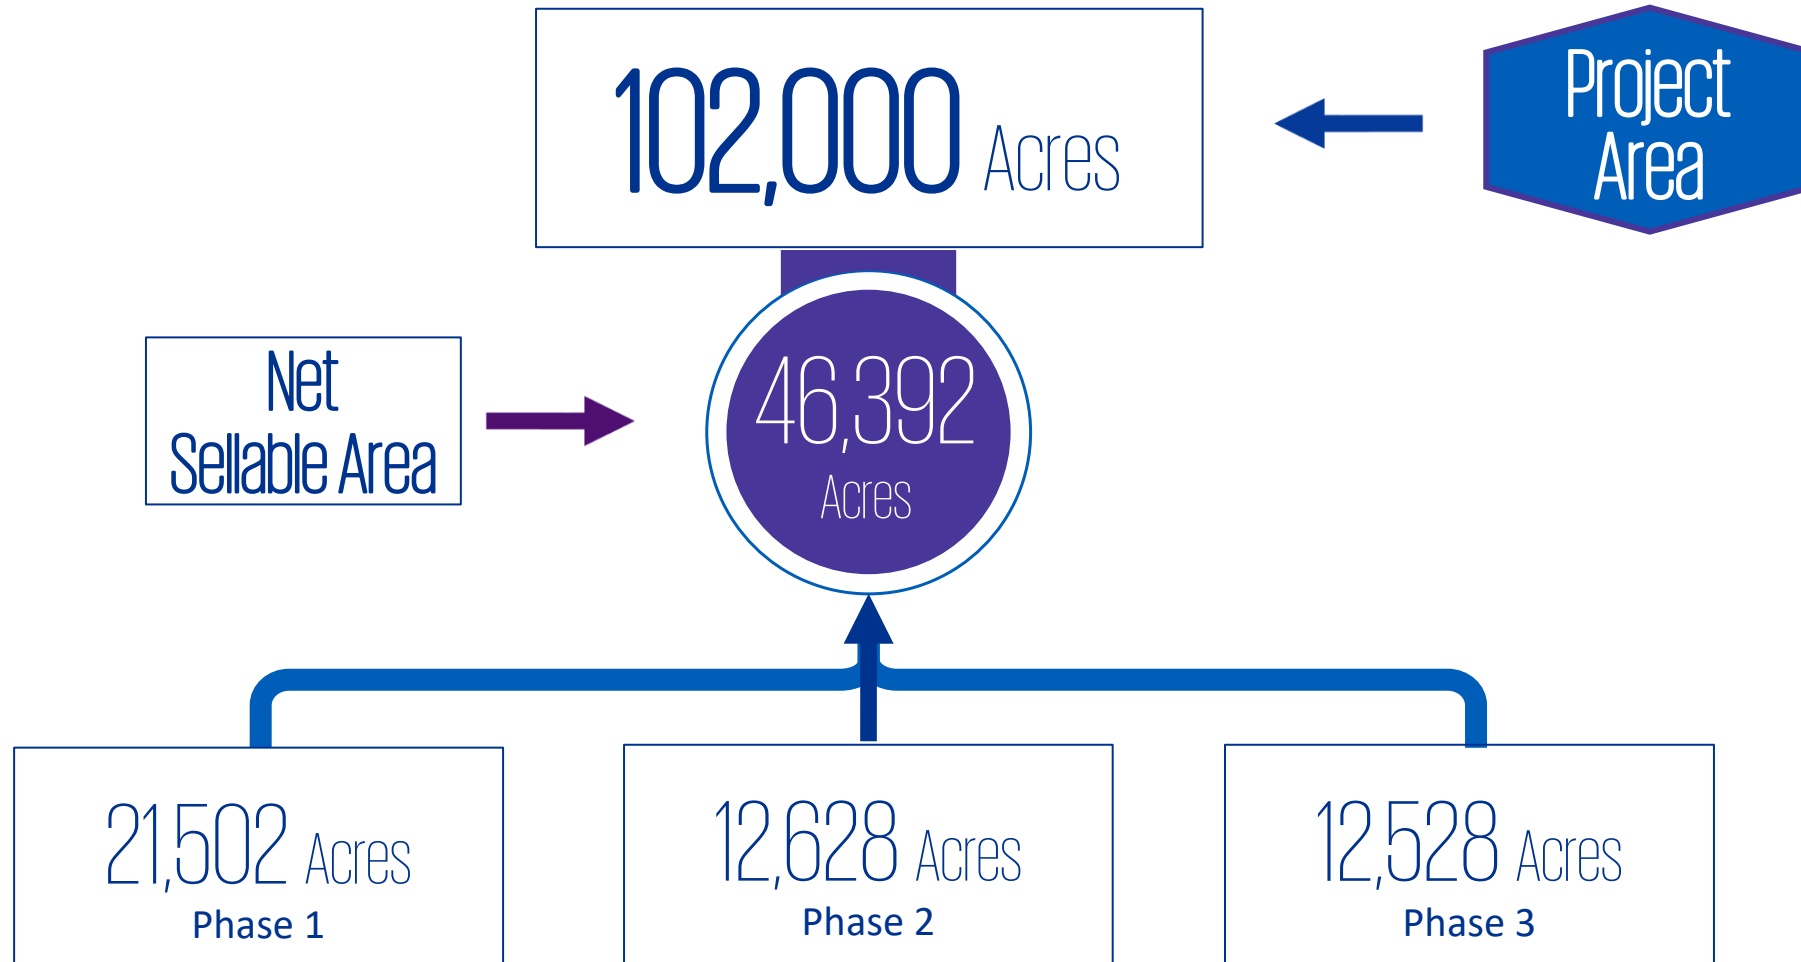 102,000 Acres
Project
Area
Net
Sellable Area
46,392
Acres
21,502 Acres
Phase 1
12,628 Acres
Phase 2
12,528 Acres
Phase 3